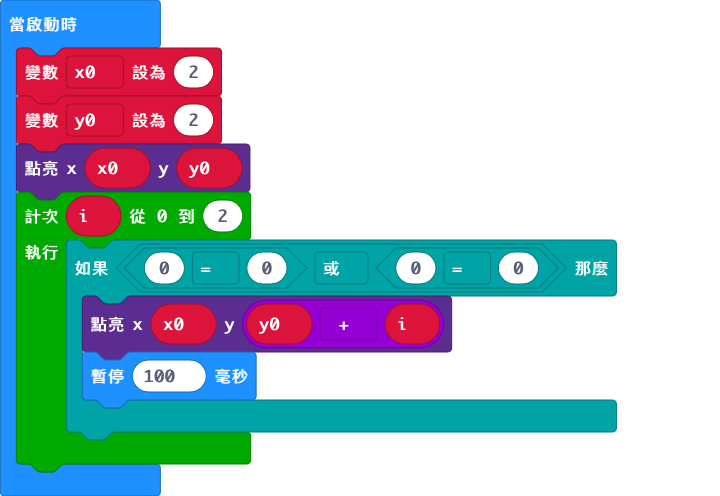 當啟動時
變數 x0 設為 2
變數 y0 設為 2
點亮 x x0 y y0
計次 i 從 0 到 2
執行
如果 0 = 0 或 0 = 0 那麼
點亮 x x0 y y0 + i
暫停 100 毫秒